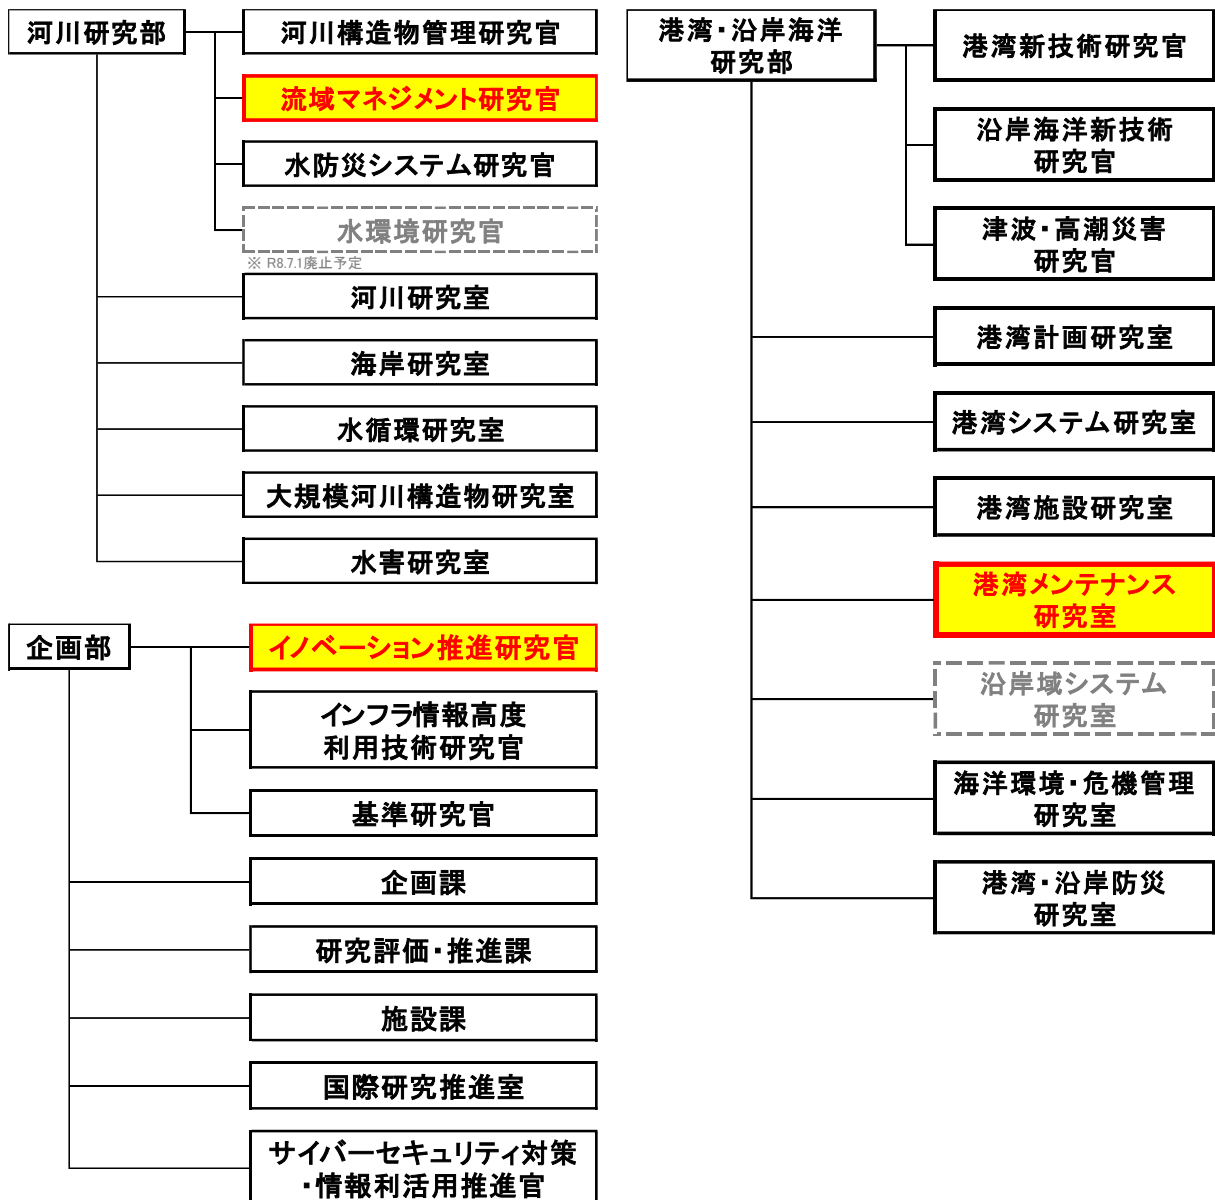 河川研究部
河川構造物管理研究官
流域マネジメント研究官
水防災システム研究官
水環境研究官
※ R8.7.1廃止予定
河川研究室
海岸研究室
水循環研究室
大規模河川構造物研究室
水害研究室
企画部
イノベーション推進研究官
インフラ情報高度
利用技術研究官
基準研究官
企画課
研究評価・推進課
施設課
国際研究推進室
サイバーセキュリティ対策
・情報利活用推進官
港湾・沿岸海洋
研究部
港湾新技術研究官
沿岸海洋新技術
研究官
津波・高潮災害
研究官
港湾計画研究室
港湾システム研究室
港湾施設研究室
港湾メンテナンス
研究室
沿岸域システム
研究室
海洋環境・危機管理
研究室
港湾・沿岸防災
研究室